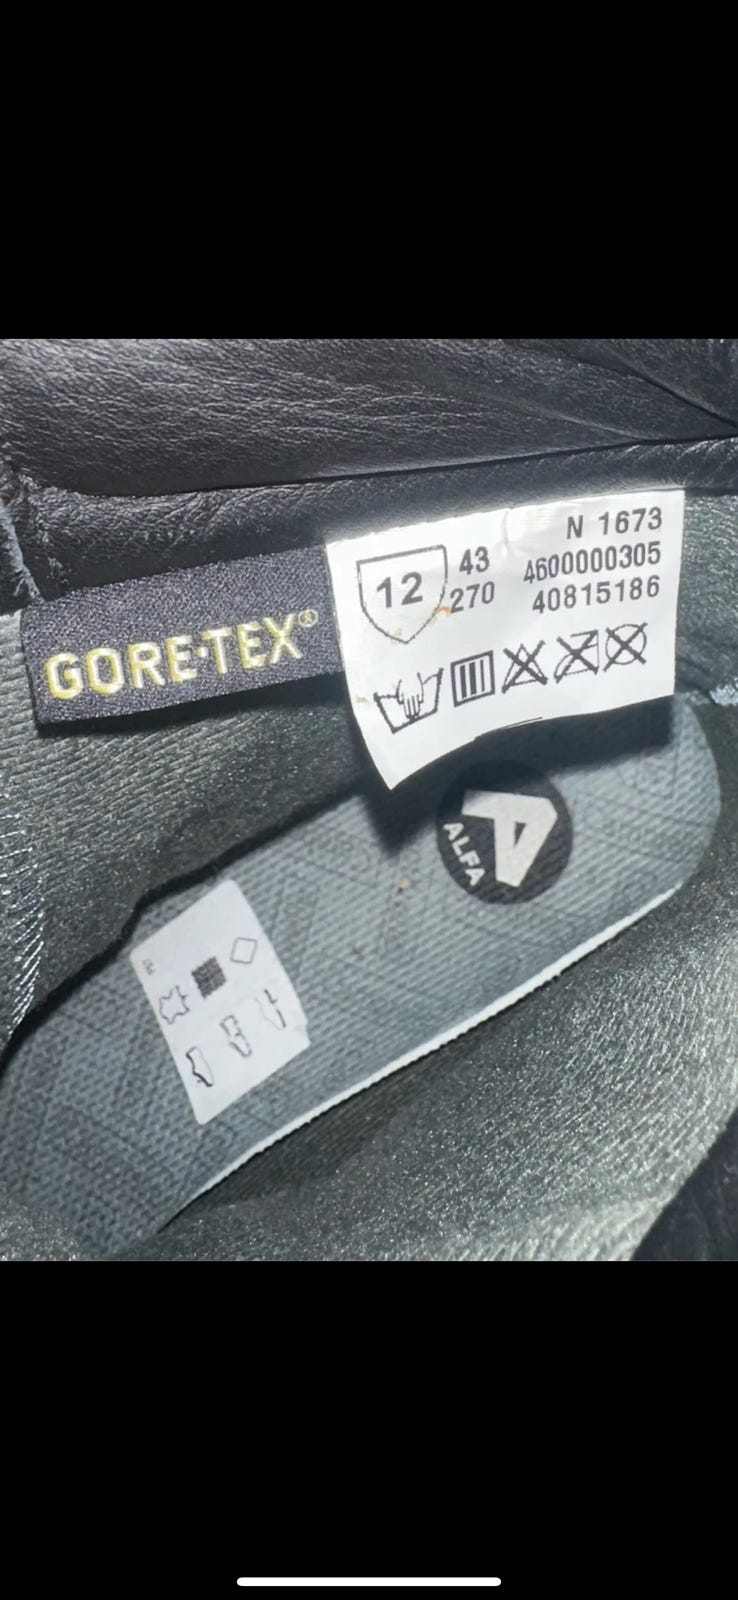 GORE-TEX®
12
43
270
N 1673
4600000305
40815186
ALFA